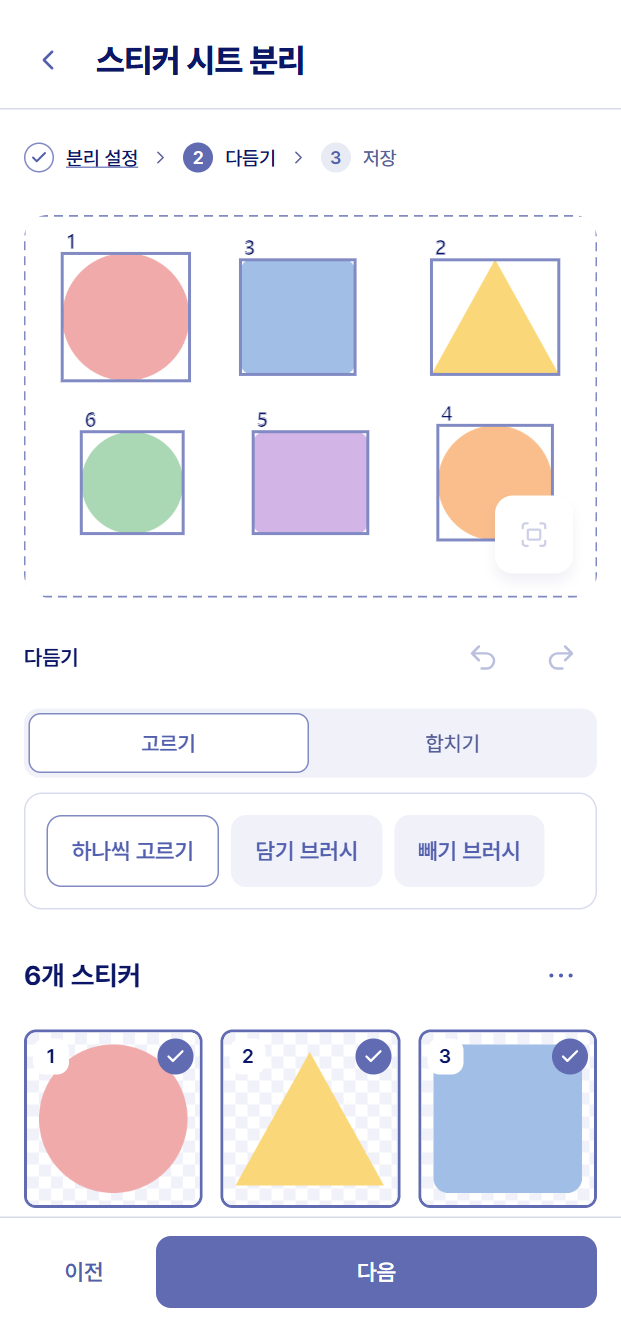 스티커 시트 분리
분리 설정 2 다듬기 3 저장
1 3 2
6 5 4
다듬기
고르기 합치기
하나씩 고르기 담기 브러시 빼기 브러시
6개 스티커
1 2 3
이전 다음